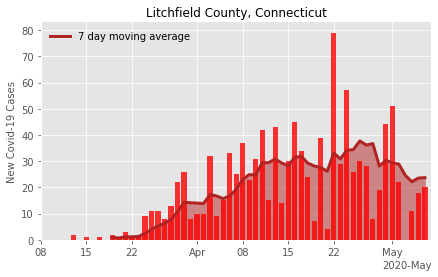 Litchfield County, Connecticut
7 day moving average
New Covid-19 Cases
80
70
60
50
40
30
20
10
0
08 15 22 Apr 08 15 22 May
2020-May